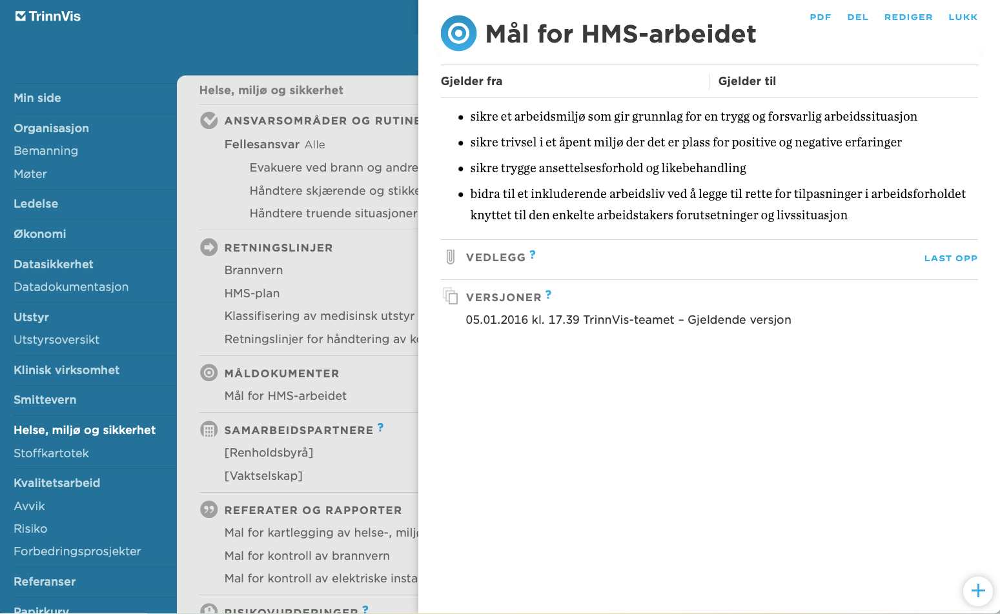 TrinnVis
Min side
Organisasjon
Bemanning
Møter
Ledelse
Økonomi
Datasikkerhet
Datadokumentasjon
Utstyr
Utstyrsoversikt
Klinisk virksomhet
Smittevern
Helse, miljø og sikkerhet
Stoffkartotek
Kvalitetsarbeid
Avvik
Risiko
Forbedringsprosjekter
Referanser
Papirkurv
Helse, miljø og sikkerhet
ANSVARSOMRÅDER OG RUTINE
Fellesansvar Alle
Evakuere ved brann og andre
Håndtere skjærende og stikke
Håndtere truende situasjoner
RETNINGSLINJER
Brannvern
HMS-plan
Klassifisering av medisinsk utstyr
Retningslinjer for håndtering av ko
MÅLDOKUMENTER
Mål for HMS-arbeidet
SAMARBEIDSPARTNERE ?
[Renholdsbyrå]
[Vaktselskap]
REFERATER OG RAPPORTER
Mal for kartlegging av helse-, miljø
Mal for kontroll av brannvern
Mal for kontroll av elektriske insta
RISIKOVURDERINGER ?
PDF DEL REDIGER LUKK
Mål for HMS-arbeidet
Gjelder fra Gjelder til
• sikre et arbeidsmiljø som gir grunnlag for en trygg og forsvarlig arbeidssituasjon
• sikre trivsel i et åpent miljø der det er plass for positive og negative erfaringer
• sikre trygge ansettelsesforhold og likebehandling
• bidra til et inkluderende arbeidsliv ved å legge til rette for tilpasninger i arbeidsforholdet
knyttet til den enkelte arbeidstakers forutsetninger og livssituasjon
VEDLEGG ? LAST OPP
VERSJONER ?
05.01.2016 kl. 17.39 TrinnVis-teamet – Gjeldende versjon